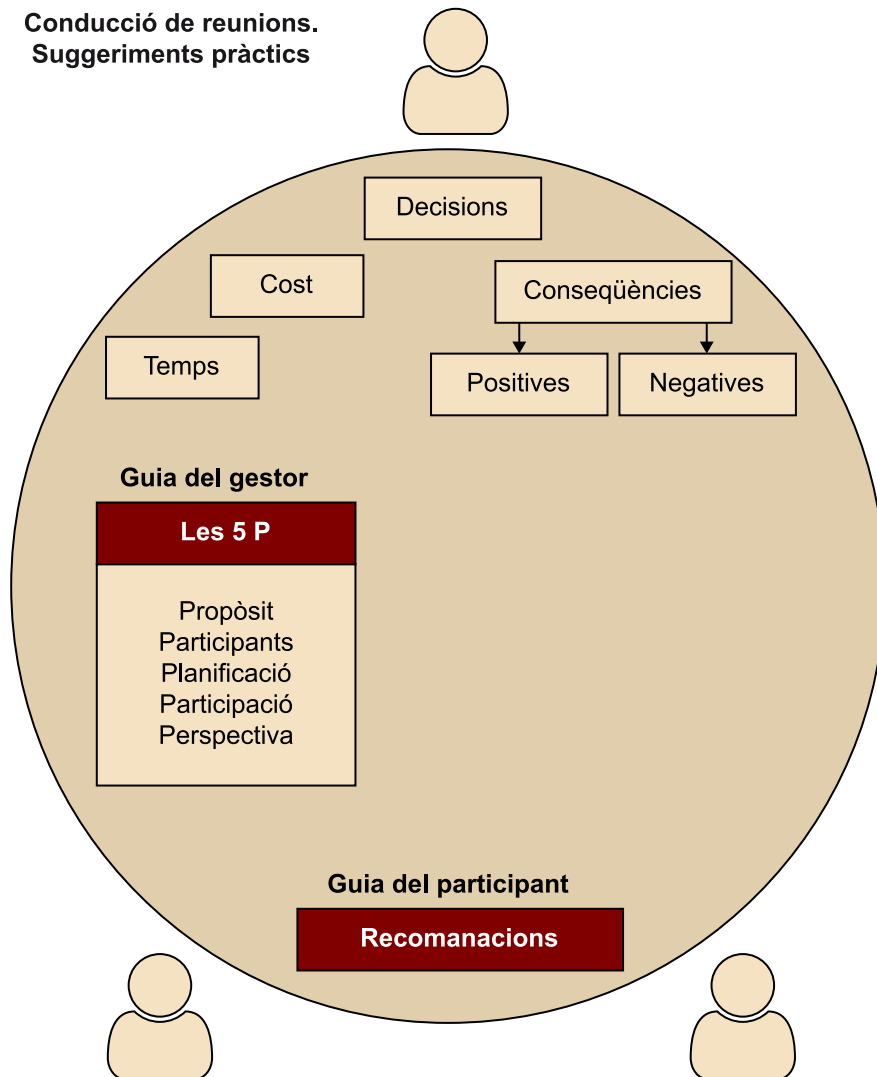 Conducció de reunions.
Suggeriments pràctics
Decisions
Cost
Conseqüències
Temps
Positives
Negatives
Guia del gestor
Les 5 P
Propòsit
Participants
Planificació
Participació
Perspectiva
Guia del participant
Recomanacions